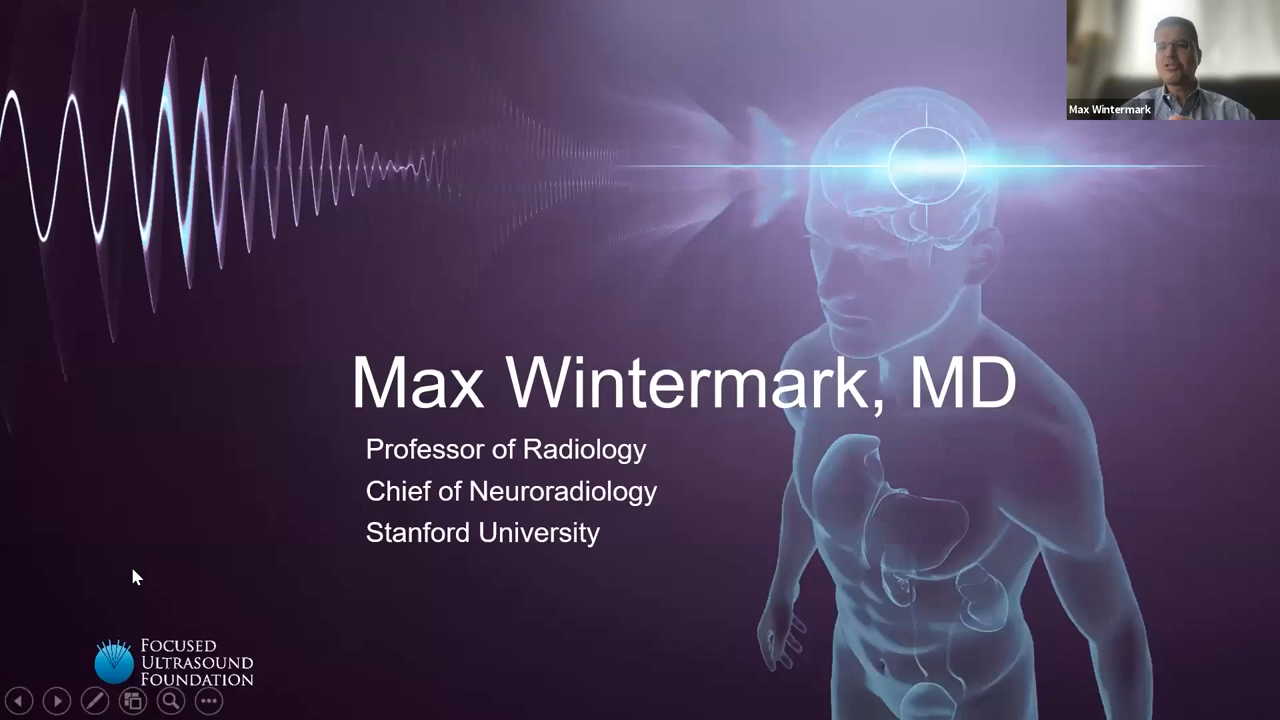 Max Wintermark
Max Wintermark, MD
Professor of Radiology
Chief of Neuroradiology
Stanford University
FOCUSED
ULTRASOUND
FOUNDATION